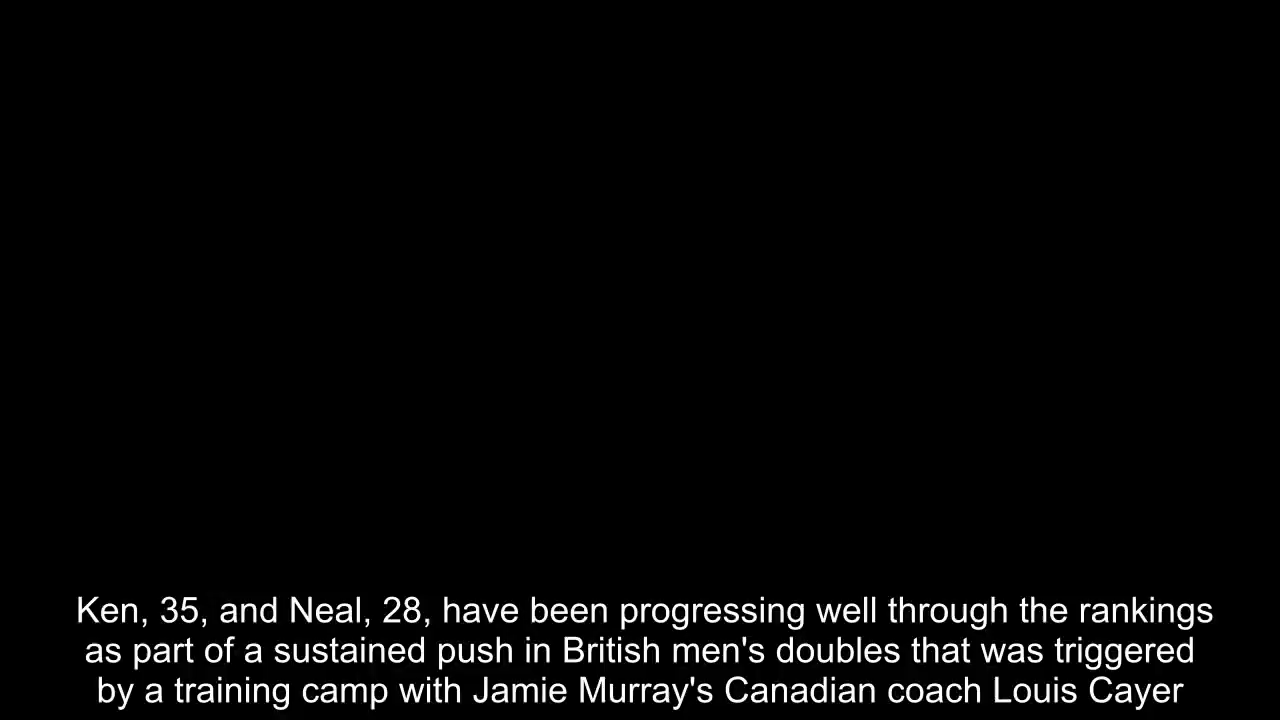 Ken, 35, and Neal, 28, have been progressing well through the rankings
as part of a sustained push in British men's doubles that was triggered
by a training camp with Jamie Murray's Canadian coach Louis Cayer